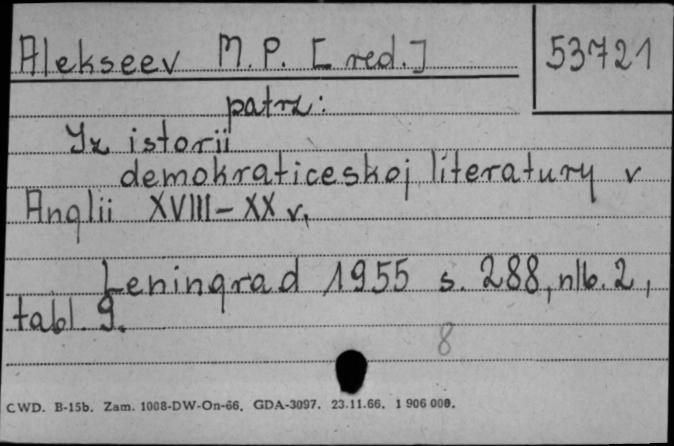 Alekseev M. P. [red.]
53721
patrz:
Iz istorii
demokraticeskoj literatury v
Anglii XVIII-XX v.
Leningrad 1955 s. 288, nlb. 2,
tabl. 9.
8
CWD. B-15b. Zam. 1008-DW-On-66. GDA-3097. 23.11.66. 1 906 000.